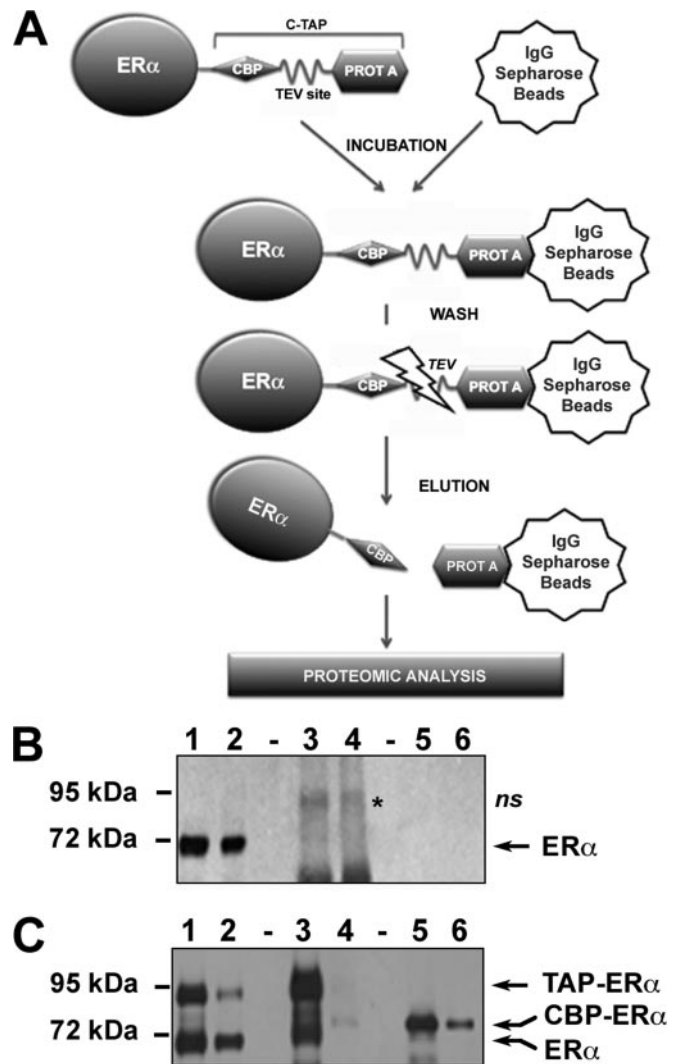 A
C-TAP
ERα
CBP
TEV site
PROT A
IgG
Sepharose
Beads
INCUBATION
ERα
CBP
PROT A
IgG
Sepharose
Beads
WASH
ERα
CBP
TEV
PROT A
IgG
Sepharose
Beads
ELUTION
ERα
CBP
PROT A
IgG
Sepharose
Beads
PROTEOMIC ANALYSIS
B
1 2 - 3 4 - 5 6
95 kDa
* ns
72 kDa
ERα
C
1 2 - 3 4 - 5 6
95 kDa
TAP-ERα
CBP-ERα
72 kDa
ERα